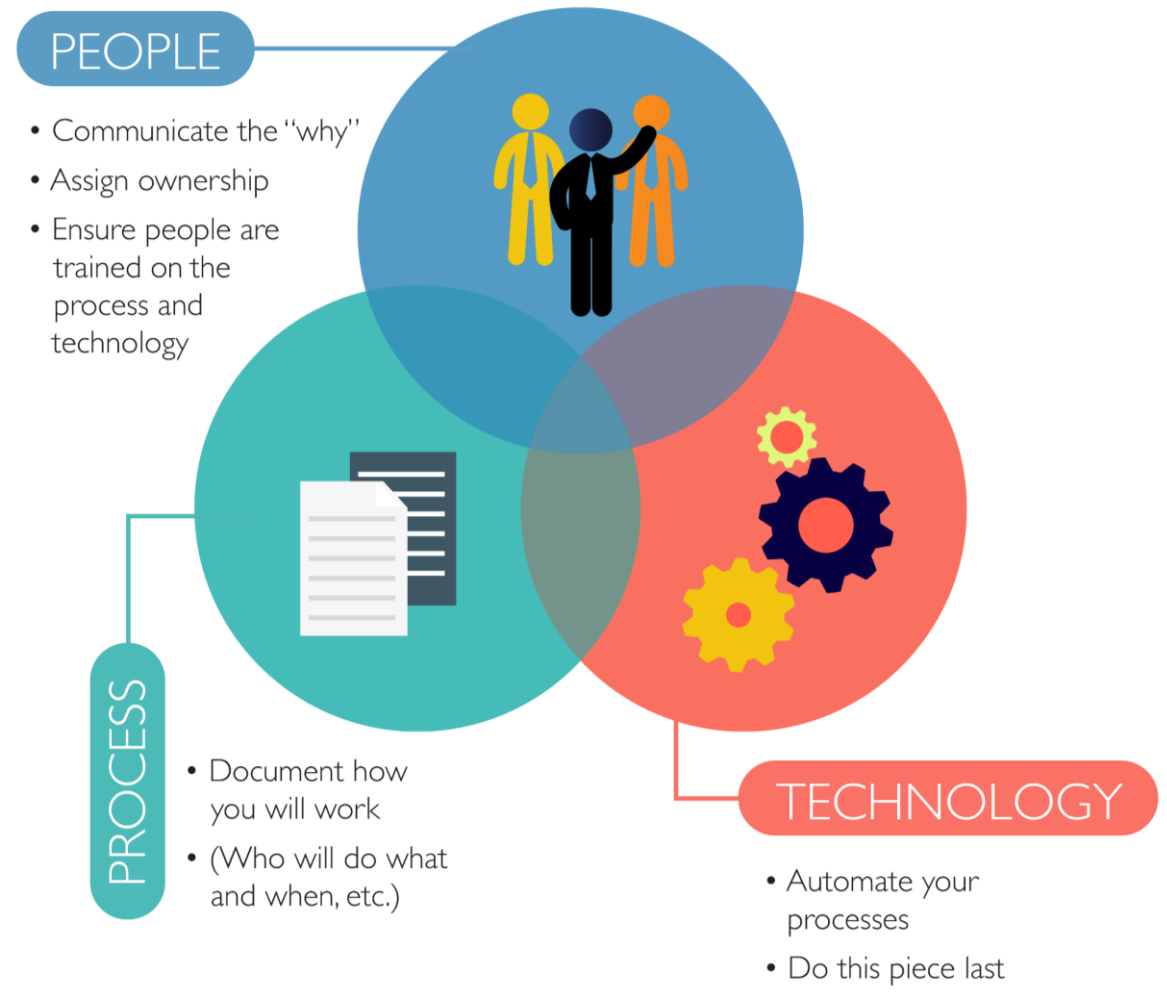 PEOPLE
• Communicate the “why”
• Assign ownership
• Ensure people are
trained on the
process and
technology
PROCESS
• Document how
you will work
• (Who will do what
and when, etc.)
TECHNOLOGY
• Automate your
processes
• Do this piece last